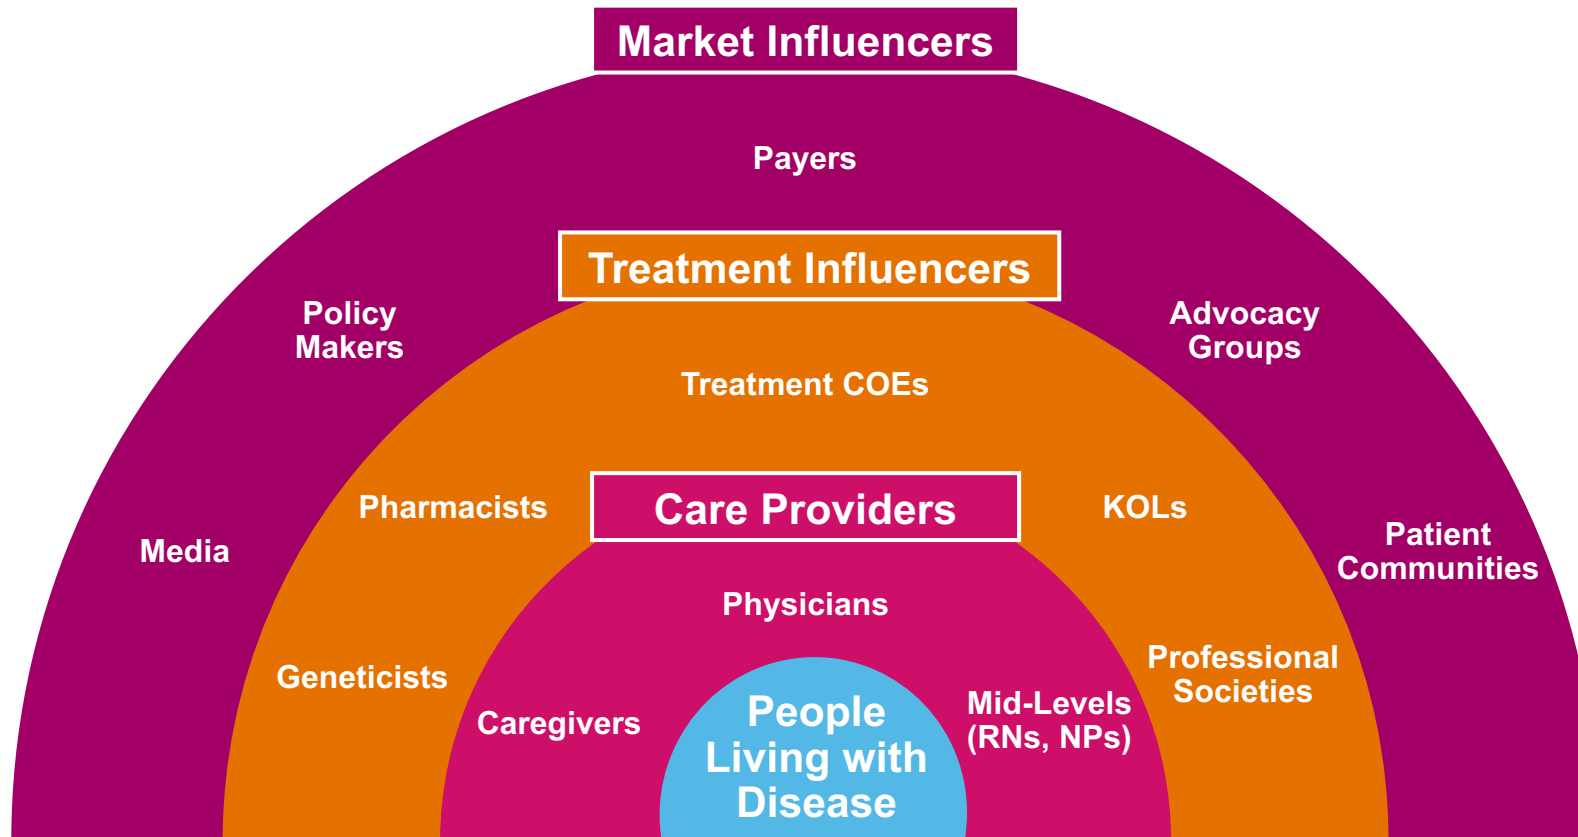 Market Influencers
Payers
Policy
Makers
Advocacy
Groups
Media
Patient
Communities
Treatment Influencers
Treatment COEs
Pharmacists
KOLs
Geneticists
Professional
Societies
Care Providers
Physicians
Caregivers
Mid-Levels
(RNs, NPs)
People
Living with
Disease